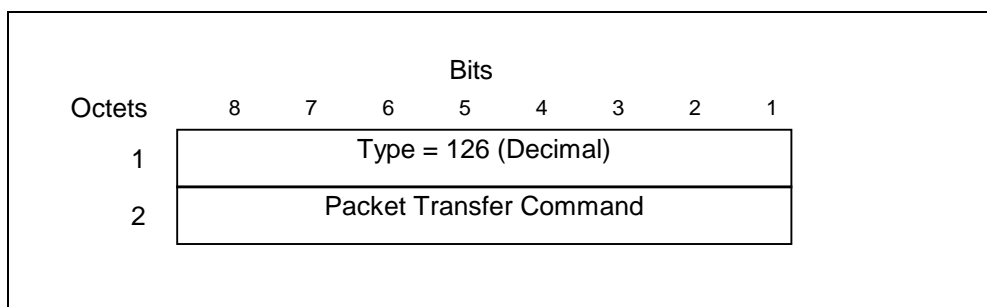 Bits
Octets 8 7 6 5 4 3 2 1
1 Type = 126 (Decimal)
2 Packet Transfer Command